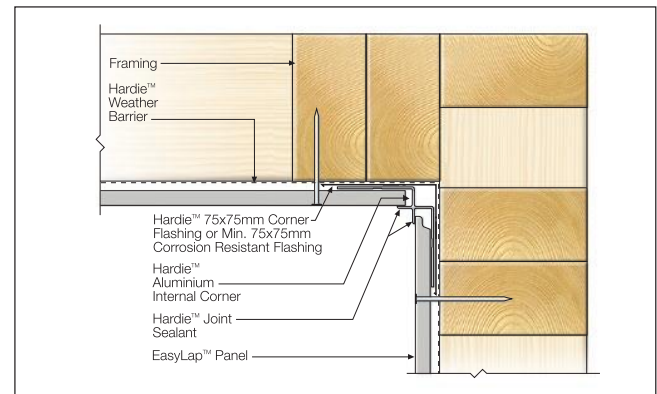 Framing
Hardie™
Weather
Barrier
Hardie™ 75x75mm Corner
Flashing or Min. 75x75mm
Corrosion Resistant Flashing
Hardie™
Aluminium
Internal Corner
Hardie™ Joint
Sealant
EasyLap™ Panel